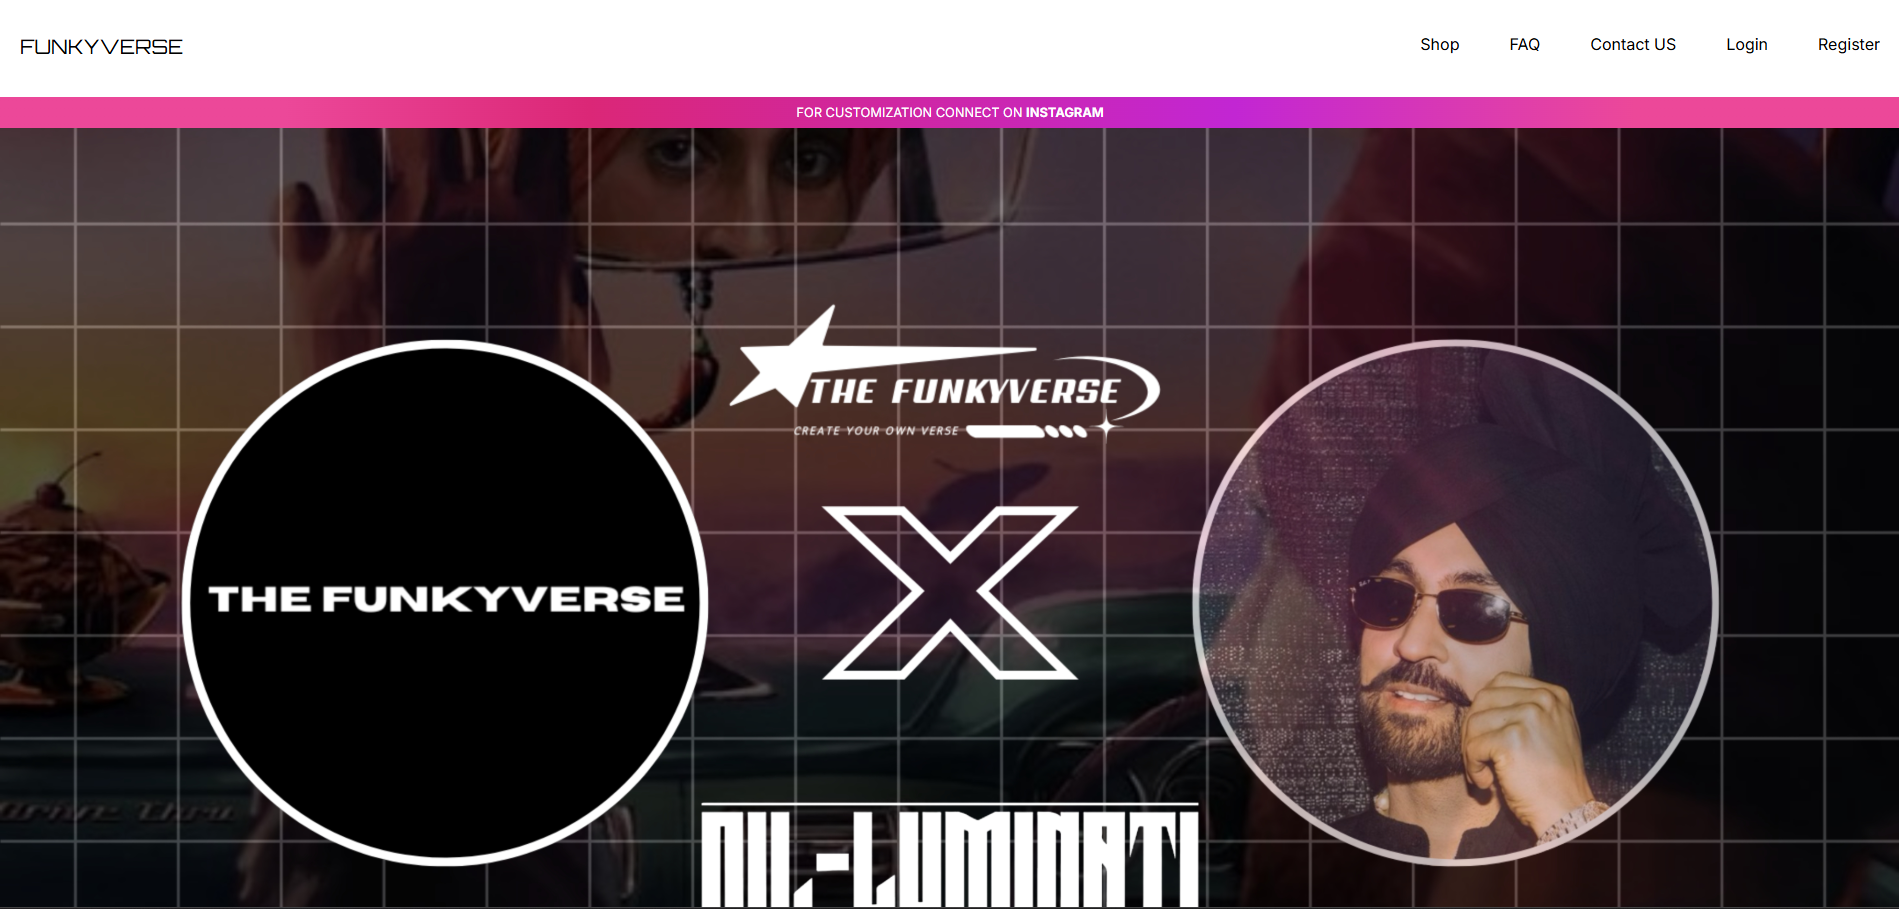 FUNKYVERSE
Shop
FAQ
Contact US
Login
Register
FOR CUSTOMIZATION CONNECT ON INSTAGRAM
THE FUNKYVERSE
CREATE YOUR OWN VERSE
THE FUNKYVERSE
X
DIL-LUMINATI